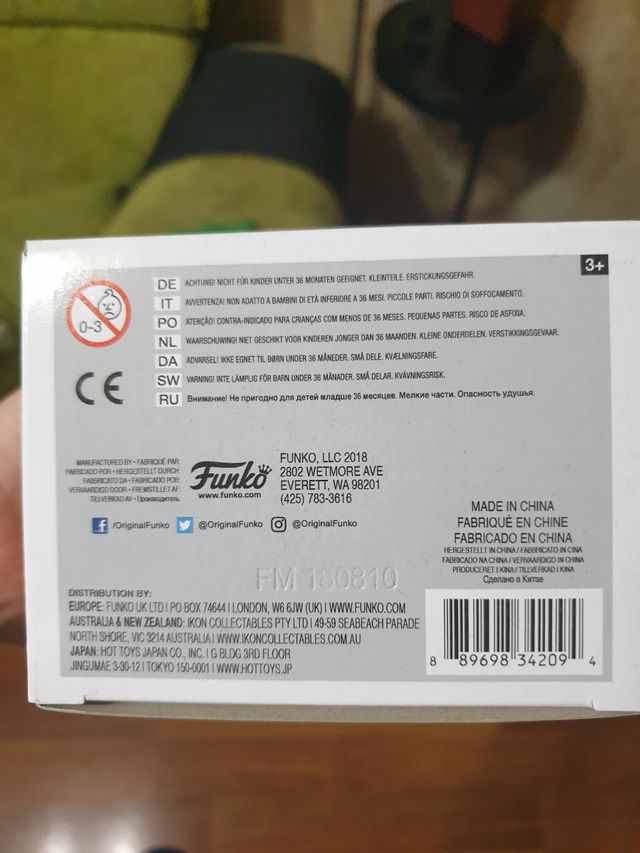 3+
0-3
DE ACHTUNG! NICHT FÜR KINDER UNTER 36 MONATEN GEEIGNET. KLEINTEILE. ERSTICKUNGSGEFAHR.
IT AVVERTENZA! NON ADATTO A BAMBINI DI ETÀ INFERIORE A 36 MESI. PICCOLE PARTI. RISCHIO DI SOFFOCAMENTO.
PO ATENÇÃO! CONTRA-INDICADO PARA CRIANÇAS COM MENOS DE 36 MESES. PEQUENAS PARTES. RISCO DE ASFIXIA.
NL WAARSCHUWING! NIET GESCHIKT VOOR KINDEREN JONGER DAN 36 MAANDEN. KLEINE ONDERDELEN. VERSTIKKINGSGEVAAR.
DA ADVARSEL! IKKE EGNET TIL BØRN UNDER 36 MÅNEDER. SMÅ DELE. KVÆLNINGSFARE.
SW VARNING! INTE LÄMPLIG FÖR BARN UNDER 36 MÅNADER. SMÅ DELAR. KVÄVNINGSRISK.
RU Внимание! Не пригодно для детей младше 36 месяцев. Мелкие части. Опасность удушья.
CE
MANUFACTURED BY • FABRIQUÉ PAR
FABRICADO POR • HERGESTELLT DURCH
FABBRICATO DA • FABRICADO POR
VERVAARDIGD DOOR • FREMSTILLET AF
TILLVERKAD AV • Производитель
Funko
www.funko.com
FUNKO, LLC 2018
2802 WETMORE AVE
EVERETT, WA 98201
(425) 783-3616
f /OriginalFunko @OriginalFunko @OriginalFunko
MADE IN CHINA
FABRIQUÉ EN CHINE
FABRICADO EN CHINA
HERGESTELLT IN CHINA / FABBRICATO IN CINA
FABRICADO NA CHINA / VERVAARDIGD IN CHINA
PRODUCERET I KINA / TILLVERKAD I KINA
Сделано в Китае
FM 180810
DISTRIBUTION BY:
EUROPE: FUNKO UK LTD | PO BOX 74644 | LONDON, W6 6JW (UK) | WWW.FUNKO.COM
AUSTRALIA & NEW ZEALAND: IKON COLLECTABLES PTY LTD | 49-59 SEABEACH PARADE
NORTH SHORE, VIC 3214 AUSTRALIA | WWW.IKONCOLLECTABLES.COM.AU
JAPAN: HOT TOYS JAPAN CO., INC. | G BLDG 3RD FLOOR
JINGUMAE 3-30-12 | TOKYO 150-0001 | WWW.HOTTOYS.JP
8 89698 34209 4